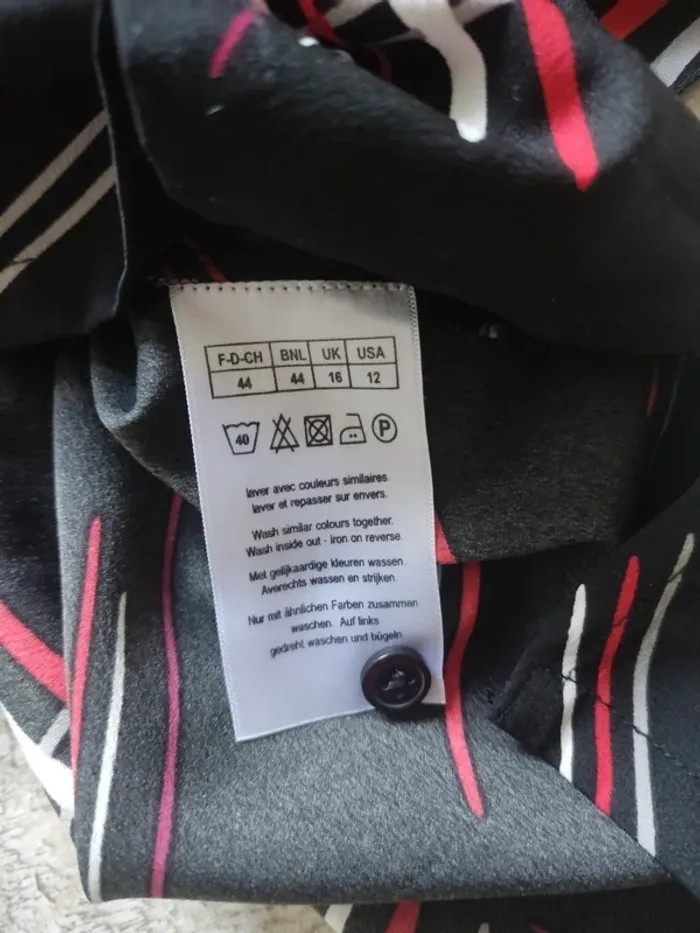 F-D-CH BNL UK USA
44 44 16 12
40 P
laver avec couleurs similaires.
laver et repasser sur envers.
Wash similar colours together.
Wash inside out - iron on reverse.
Met gelijkaardige kleuren wassen.
Averechts wassen en strijken.
Nur mit ähnlichen Farben zusammen
waschen. Auf links
gedreht waschen und bügeln.